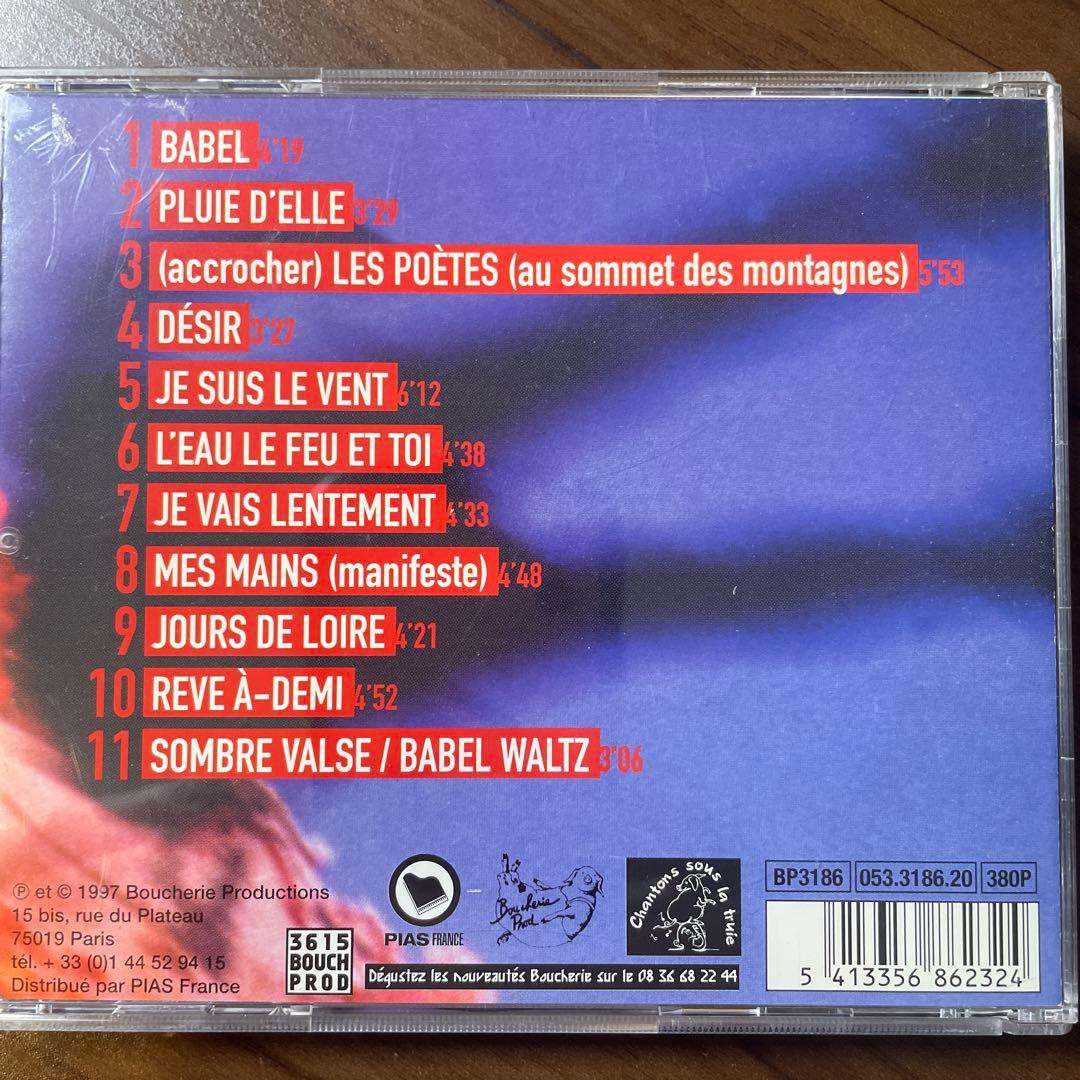 1 BABEL 4'19
2 PLUIE D'ELLE 3'29
3 (accrocher) LES POÈTES (au sommet des montagnes) 5'53
4 DÉSIR 3'27
5 JE SUIS LE VENT 6'12
6 L'EAU LE FEU ET TOI 4'38
7 JE VAIS LENTEMENT 4'33
8 MES MAINS (manifeste) 4'48
9 JOURS DE LOIRE 4'21
10 REVE À-DEMI 4'52
11 SOMBRE VALSE / BABEL WALTZ 3'06
℗ et © 1997 Boucherie Productions
15 bis, rue du Plateau
75019 Paris
tél. + 33 (0)1 44 52 94 15
Distribué par PIAS France
3615
BOUCH
PROD
PIAS FRANCE
Boucherie
Prod
Chantons sous la truie
Dégustez les nouveautés Boucherie sur le 08 36 68 22 44
BP3186 053.3186.20 380P
5 413356 862324